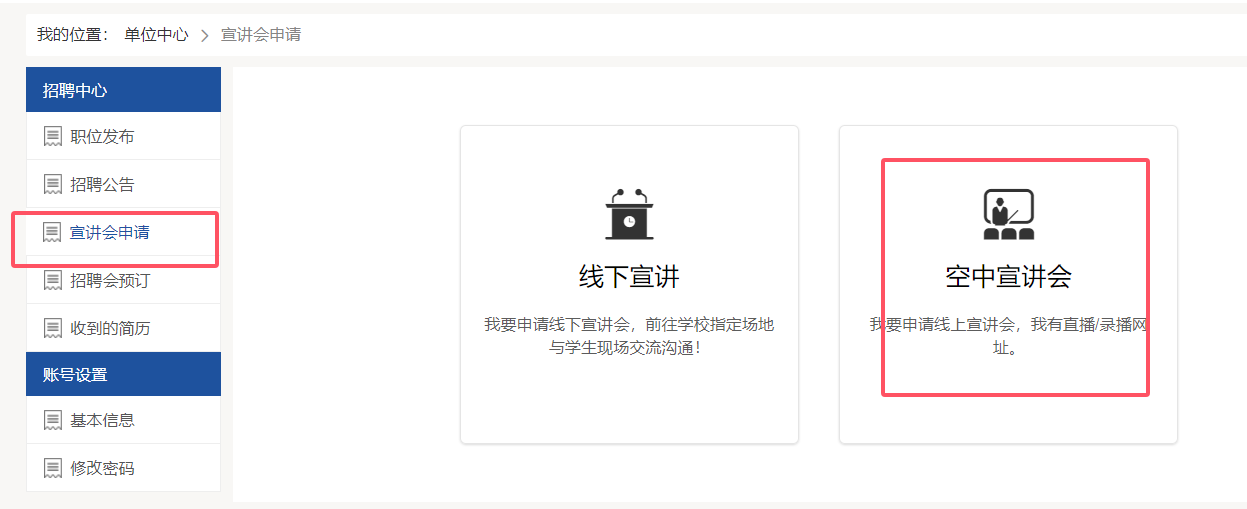 我的位置： 单位中心 > 宣讲会申请
招聘中心
职位发布
招聘公告
宣讲会申请
招聘会预订
收到的简历
账号设置
基本信息
修改密码
线下宣讲
我要申请线下宣讲会，前往学校指定场地
与学生现场交流沟通！
空中宣讲会
我要申请线上宣讲会，我有直播/录播网
址。